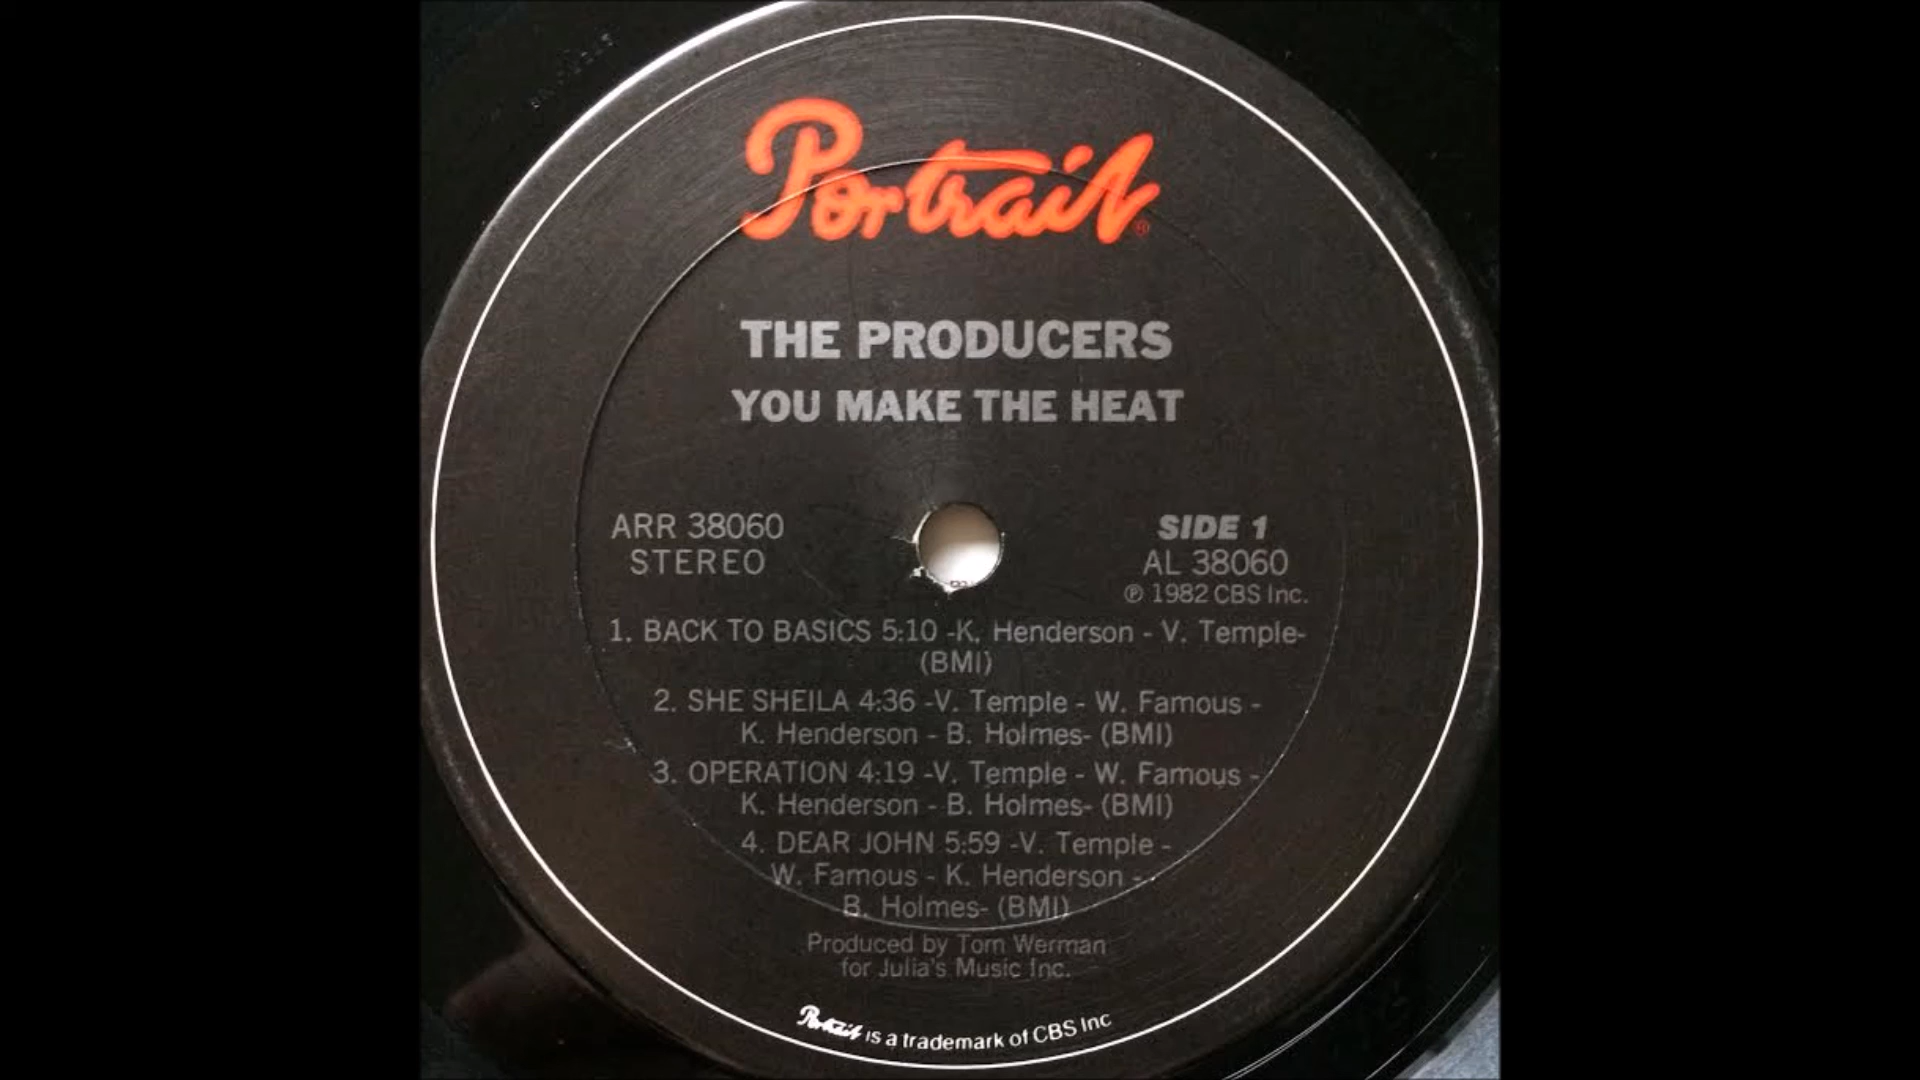 Portrait®
THE PRODUCERS
YOU MAKE THE HEAT
ARR 38060
STEREO
SIDE 1
AL 38060
℗ 1982 CBS Inc.
1. BACK TO BASICS 5:10 -K. Henderson - V. Temple-
(BMI)
2. SHE SHEILA 4:36 -V. Temple - W. Famous -
K. Henderson - B. Holmes- (BMI)
3. OPERATION 4:19 -V. Temple - W. Famous -
K. Henderson - B. Holmes- (BMI)
4. DEAR JOHN 5:59 -V. Temple -
W. Famous - K. Henderson -
B. Holmes- (BMI)
Produced by Tom Werman
for Julia's Music Inc.
Portrait is a trademark of CBS Inc